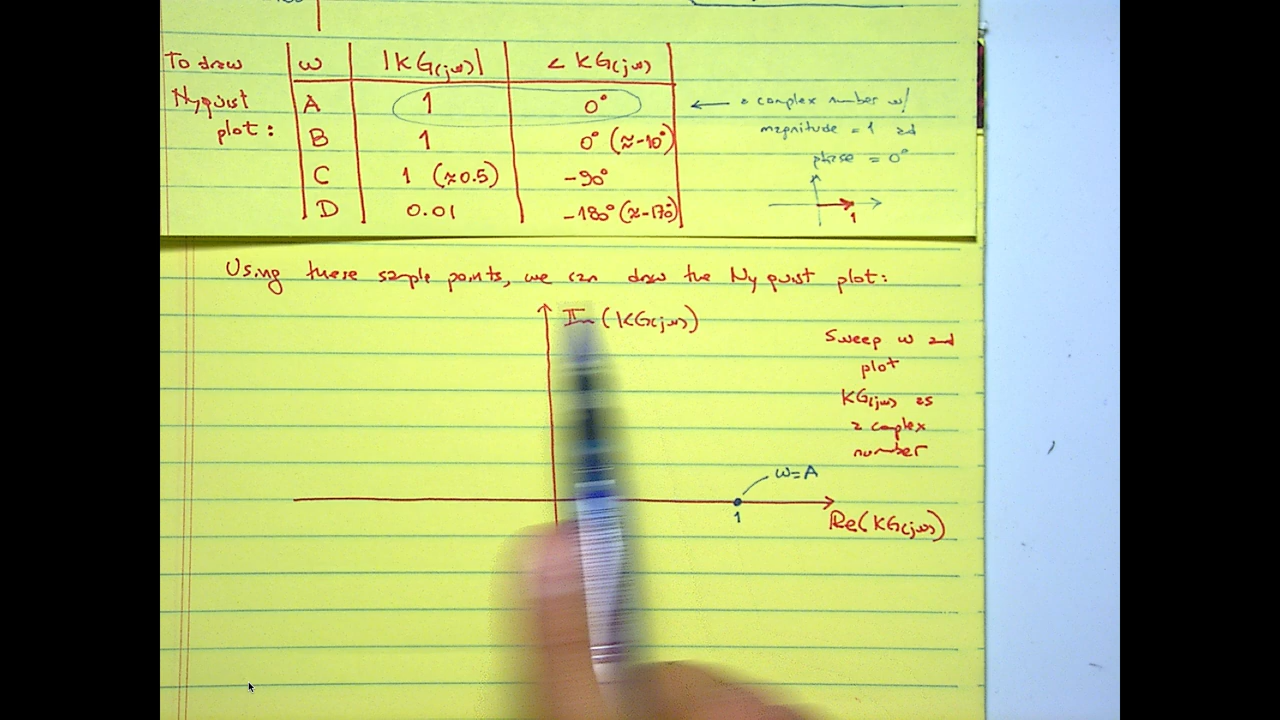 To draw
Nyquist
plot:
ω |KG(jω)| ∠ KG(jω)
A 1 0°
B 1 0° (≈-10°)
C 1 (≈0.5) -90°
D 0.01 -180° (≈-170°)
← a complex number w/
magnitude = 1 and
phase = 0°
1
Using these sample points, we can draw the Nyquist plot:
Im(KG(jω))
Sweep ω and
plot
KG(jω) as
a complex
number
ω=A
1
Re(KG(jω))